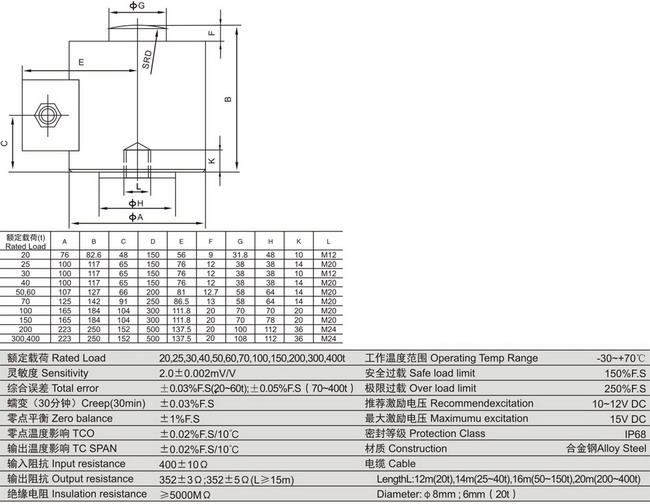 ϕG
F
E
SRD
B
C
K
L
ϕH
ϕA
额定载荷(t) Rated Load A B C D E F G H K L
20 76 82.6 48 150 56 9 31.8 48 10 M12
25 100 117 65 150 76 12 38 38 14 M20
30 100 117 65 150 76 12 38 38 14 M20
40 100 117 65 150 76 12 38 38 14 M20
50,60 107 127 66 200 81 12.7 58 64 14 M20
70 125 142 91 250 86.5 13 58 64 14 M20
100 165 184 104 300 111.8 20 70 70 20 M20
150 165 184 104 300 111.8 20 70 78 20 M20
200 223 250 152 500 137.5 20 100 112 36 M24
300,400 223 250 152 500 137.5 20 108 112 36 M24
额定载荷 Rated Load 20,25,30,40,50,60,70,100,150,200,300,400t 工作温度范围 Operating Temp Range -30~+70℃
灵敏度 Sensitivity 2.0±0.002mV/V 安全过载 Safe load limit 150%F.S
综合误差 Total error ±0.03%F.S(20~60t);±0.05%F.S（70~400t） 极限过载 Over load limit 250%F.S
蠕变（30分钟）Creep(30min) ±0.03%F.S 推荐激励电压 Recommendexcitation 10~12V DC
零点平衡 Zero balance ±1%F.S 最大激励电压 Maximumu excitation 15V DC
零点温度影响 TCO ±0.02%F.S/10℃ 密封等级 Protection Class IP68
输出温度影响 TC SPAN ±0.02%F.S/10℃ 材质 Construction 合金钢Alloy Steel
输入阻抗 Input resistance 400±10Ω 电缆 Cable
输出阻抗 Output resistance 352±3Ω;352±5Ω(L≥15m) LengthL:12m(20t),14m(25~40t),16m(50~150t),20m(200~400t)
绝缘电阻 Insulation resistance ≥5000MΩ Diameter:ϕ8mm;6mm（20t）